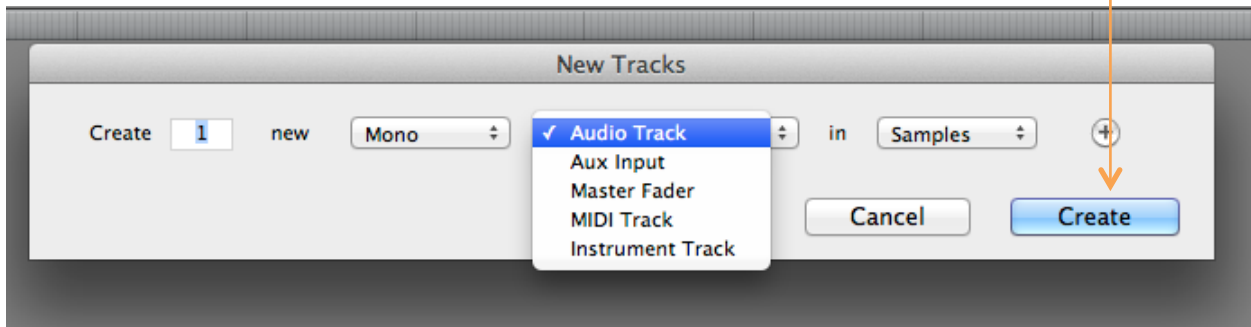 New Tracks
Create 1 new Mono ✓ Audio Track in Samples
Aux Input
Master Fader
MIDI Track
Instrument Track
Cancel Create